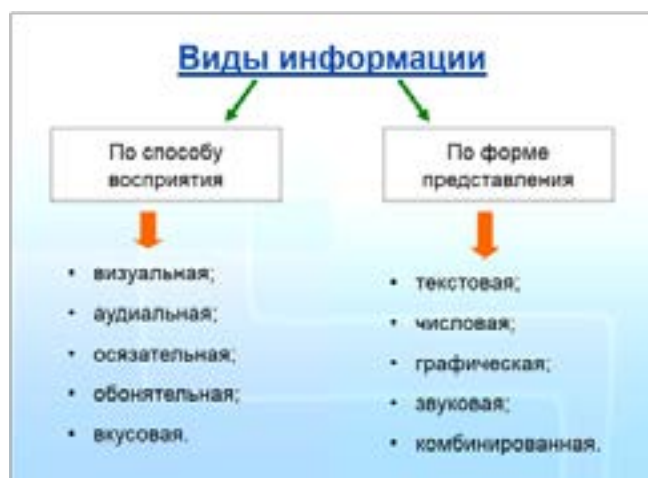 Виды информации
По способу
восприятия
• визуальная;
• аудиальная;
• осязательная;
• обонятельная;
• вкусовая.
По форме
представления
• текстовая;
• числовая;
• графическая;
• звуковая;
• комбинированная.